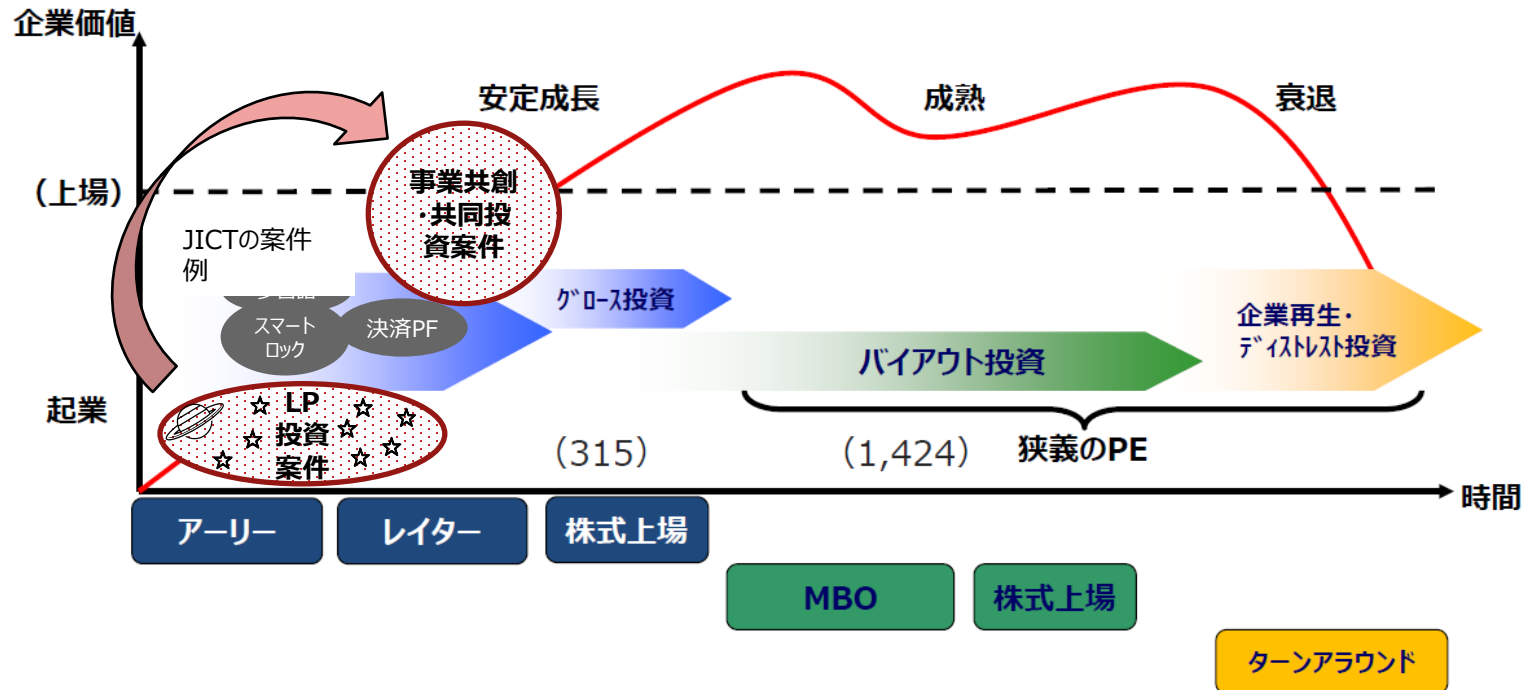 企業価値
安定成長
成熟
衰退
（上場）
事業共創
・共同投
資案件
JICTの案件
例
スマート
ロック
決済PF
ｸﾞﾛｰｽ投資
バイアウト投資
企業再生・
ﾃﾞｨｽﾄﾚｽﾄ投資
起業
LP
投資
案件
（315）
（1,424）
狭義のPE
時間
アーリー
レイター
株式上場
MBO
株式上場
ターンアラウンド